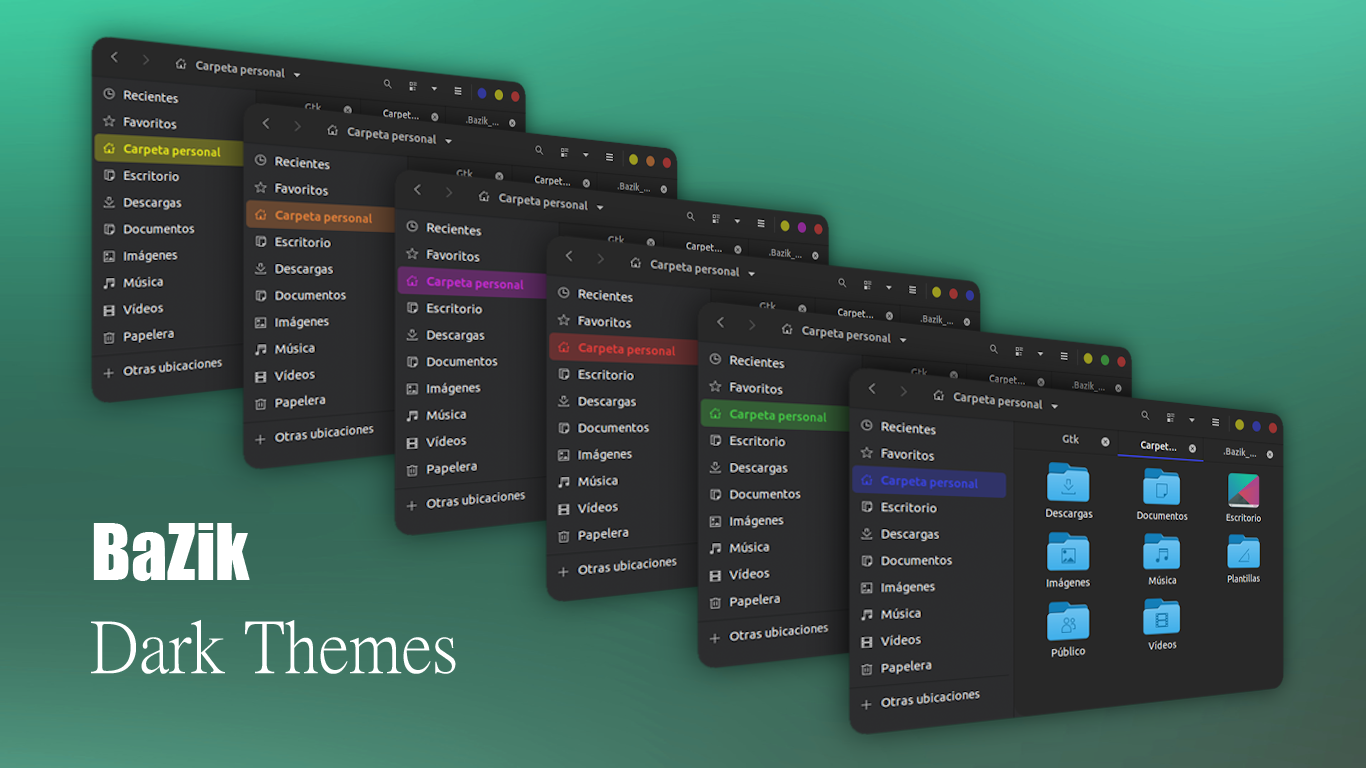 Carpeta personal
Recientes
Gtk
Carpet...
.Bazik_...
Favoritos
Carpeta personal
Escritorio
Descargas
Documentos
Imágenes
Música
Vídeos
Papelera
Otras ubicaciones
Carpeta personal
Recientes
Gtk
Carpet...
.Bazik_...
Favoritos
Carpeta personal
Escritorio
Descargas
Documentos
Imágenes
Música
Vídeos
Papelera
Otras ubicaciones
Carpeta personal
Recientes
Gtk
Carpet...
.Bazik_...
Favoritos
Carpeta personal
Escritorio
Descargas
Documentos
Imágenes
Música
Vídeos
Papelera
Otras ubicaciones
Carpeta personal
Recientes
Gtk
Carpet...
.Bazik_...
Favoritos
Carpeta personal
Escritorio
Descargas
Documentos
Imágenes
Música
Vídeos
Papelera
Otras ubicaciones
Carpeta personal
Recientes
Gtk
Carpet...
.Bazik_...
Favoritos
Carpeta personal
Escritorio
Descargas
Documentos
Imágenes
Música
Vídeos
Papelera
Otras ubicaciones
Carpeta personal
Recientes
Favoritos
Carpeta personal
Escritorio
Descargas
Documentos
Imágenes
Música
Vídeos
Papelera
Otras ubicaciones
Gtk
Carpet...
.Bazik_...
Descargas
Documentos
Escritorio
Imágenes
Música
Plantillas
Público
Vídeos
BaZik
Dark Themes